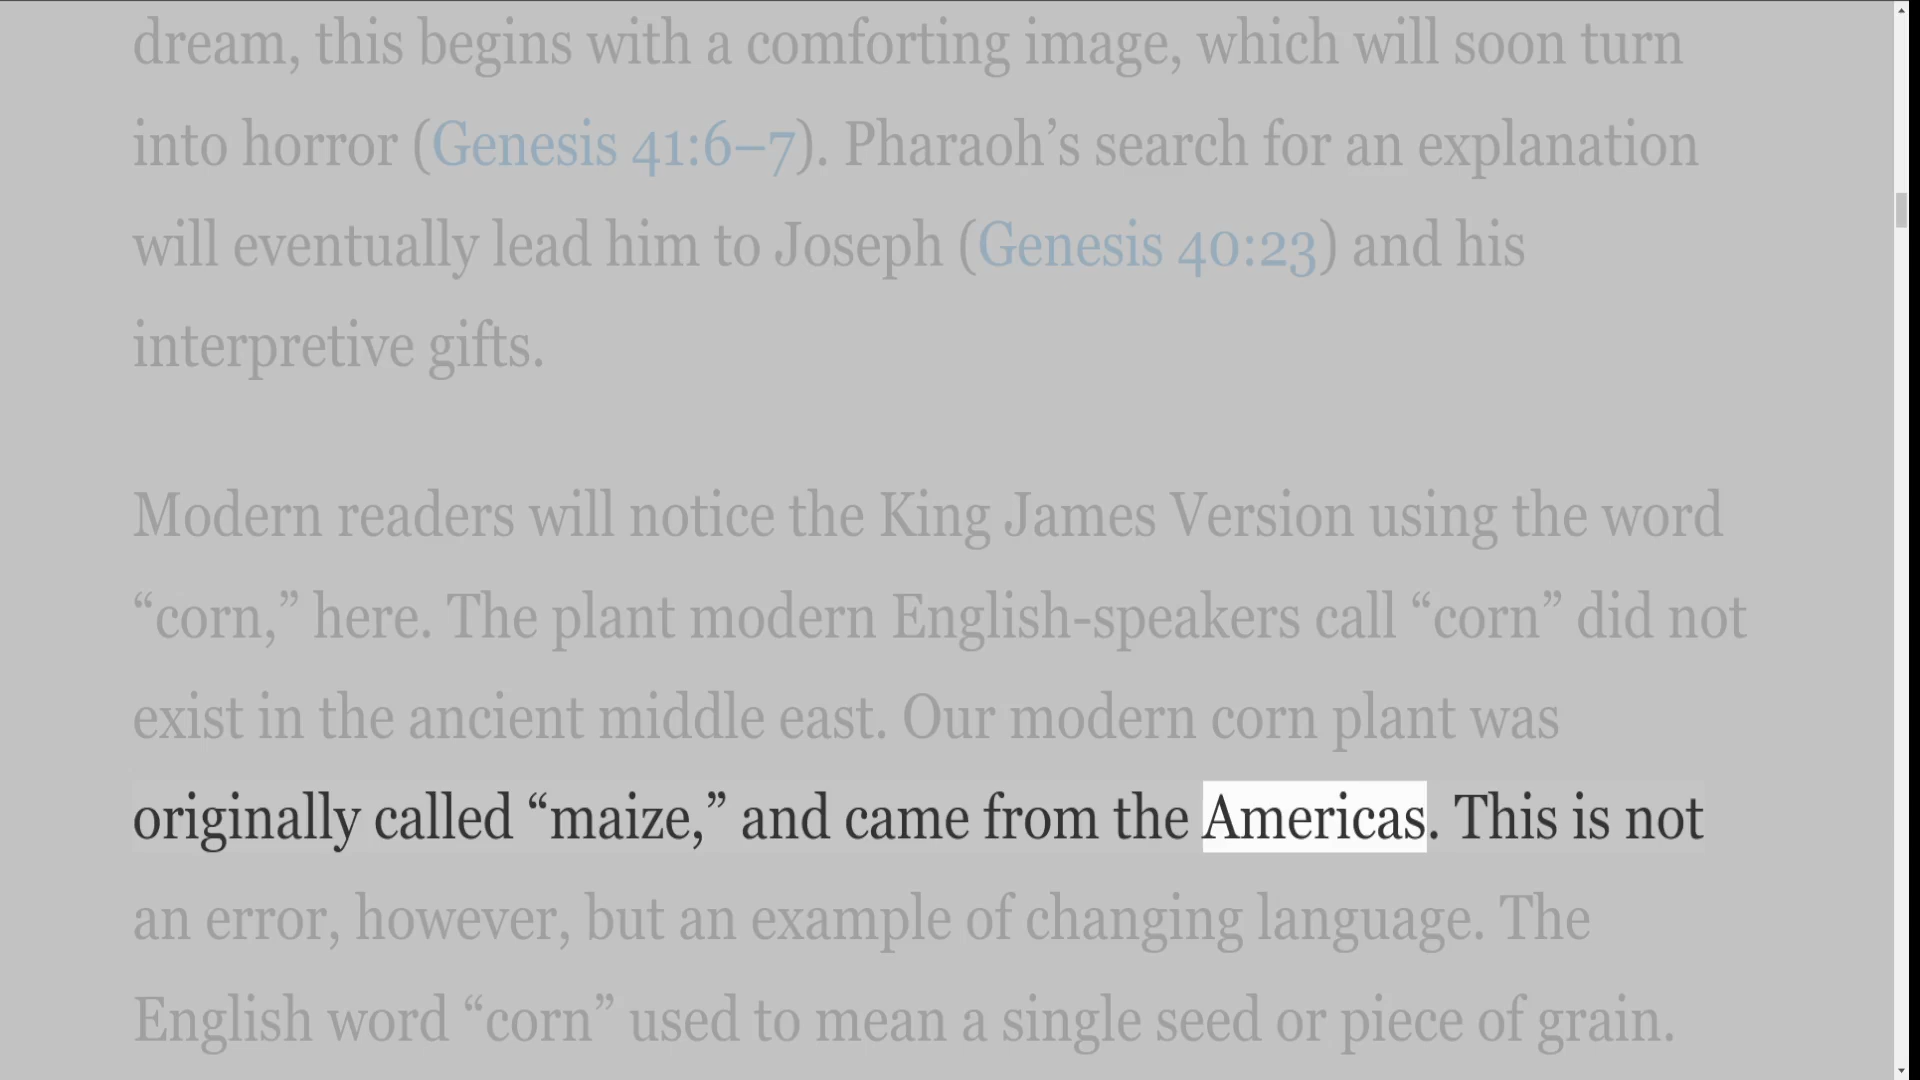 dream, this begins with a comforting image, which will soon turn
into horror (Genesis 41:6–7). Pharaoh’s search for an explanation
will eventually lead him to Joseph (Genesis 40:23) and his
interpretive gifts.
Modern readers will notice the King James Version using the word
“corn,” here. The plant modern English-speakers call “corn” did not
exist in the ancient middle east. Our modern corn plant was
originally called “maize,” and came from the Americas. This is not
an error, however, but an example of changing language. The
English word “corn” used to mean a single seed or piece of grain.